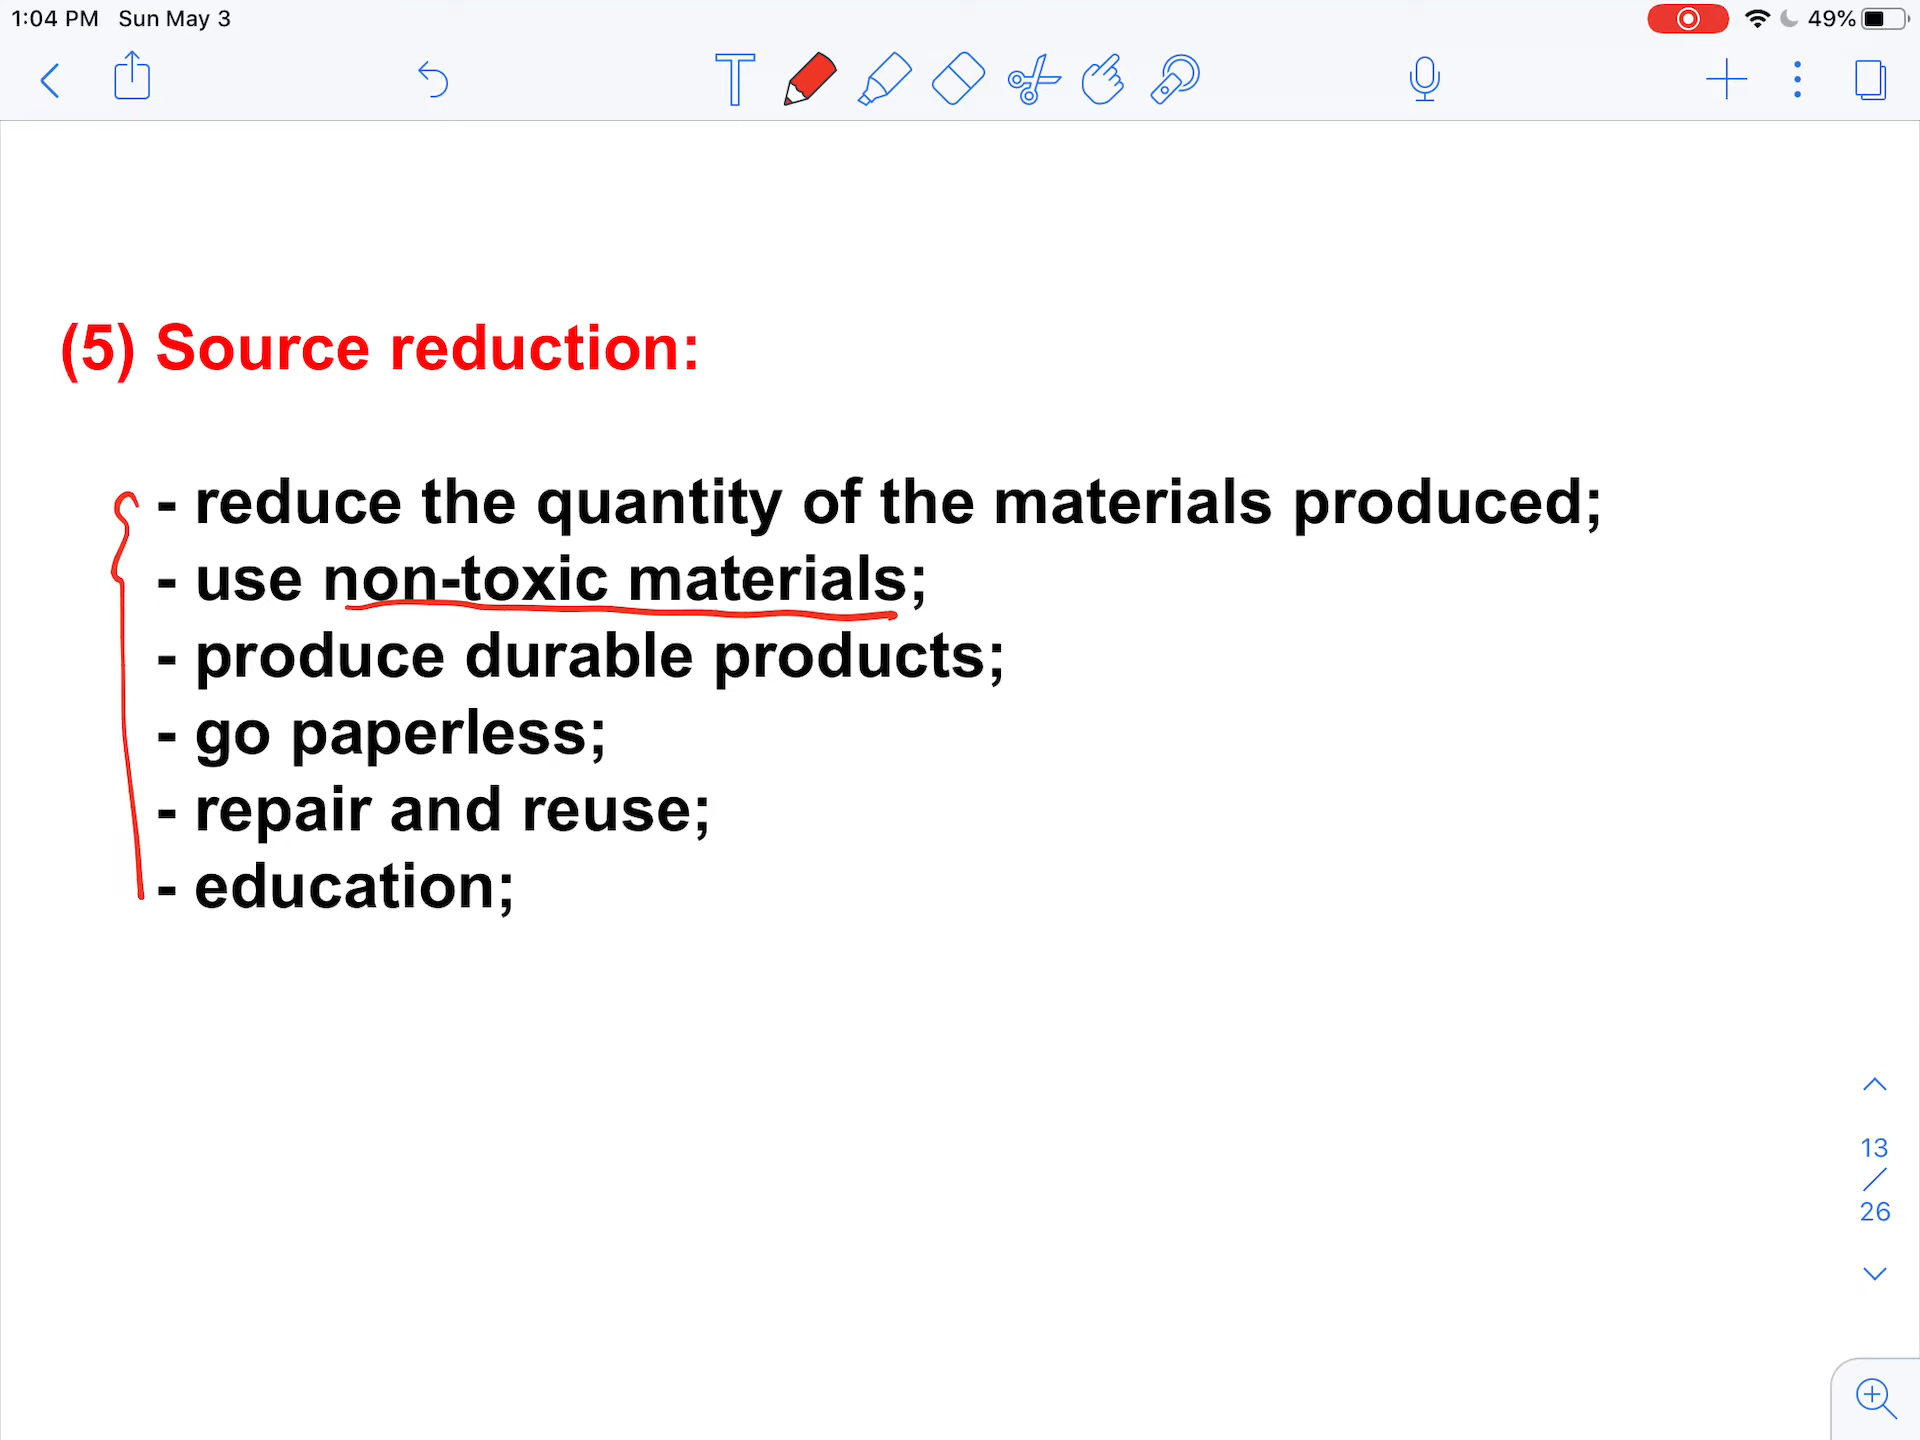 1:04 PM Sun May 3
49%
(5) Source reduction:
- reduce the quantity of the materials produced;
- use non-toxic materials;
- produce durable products;
- go paperless;
- repair and reuse;
- education;
13
/
26